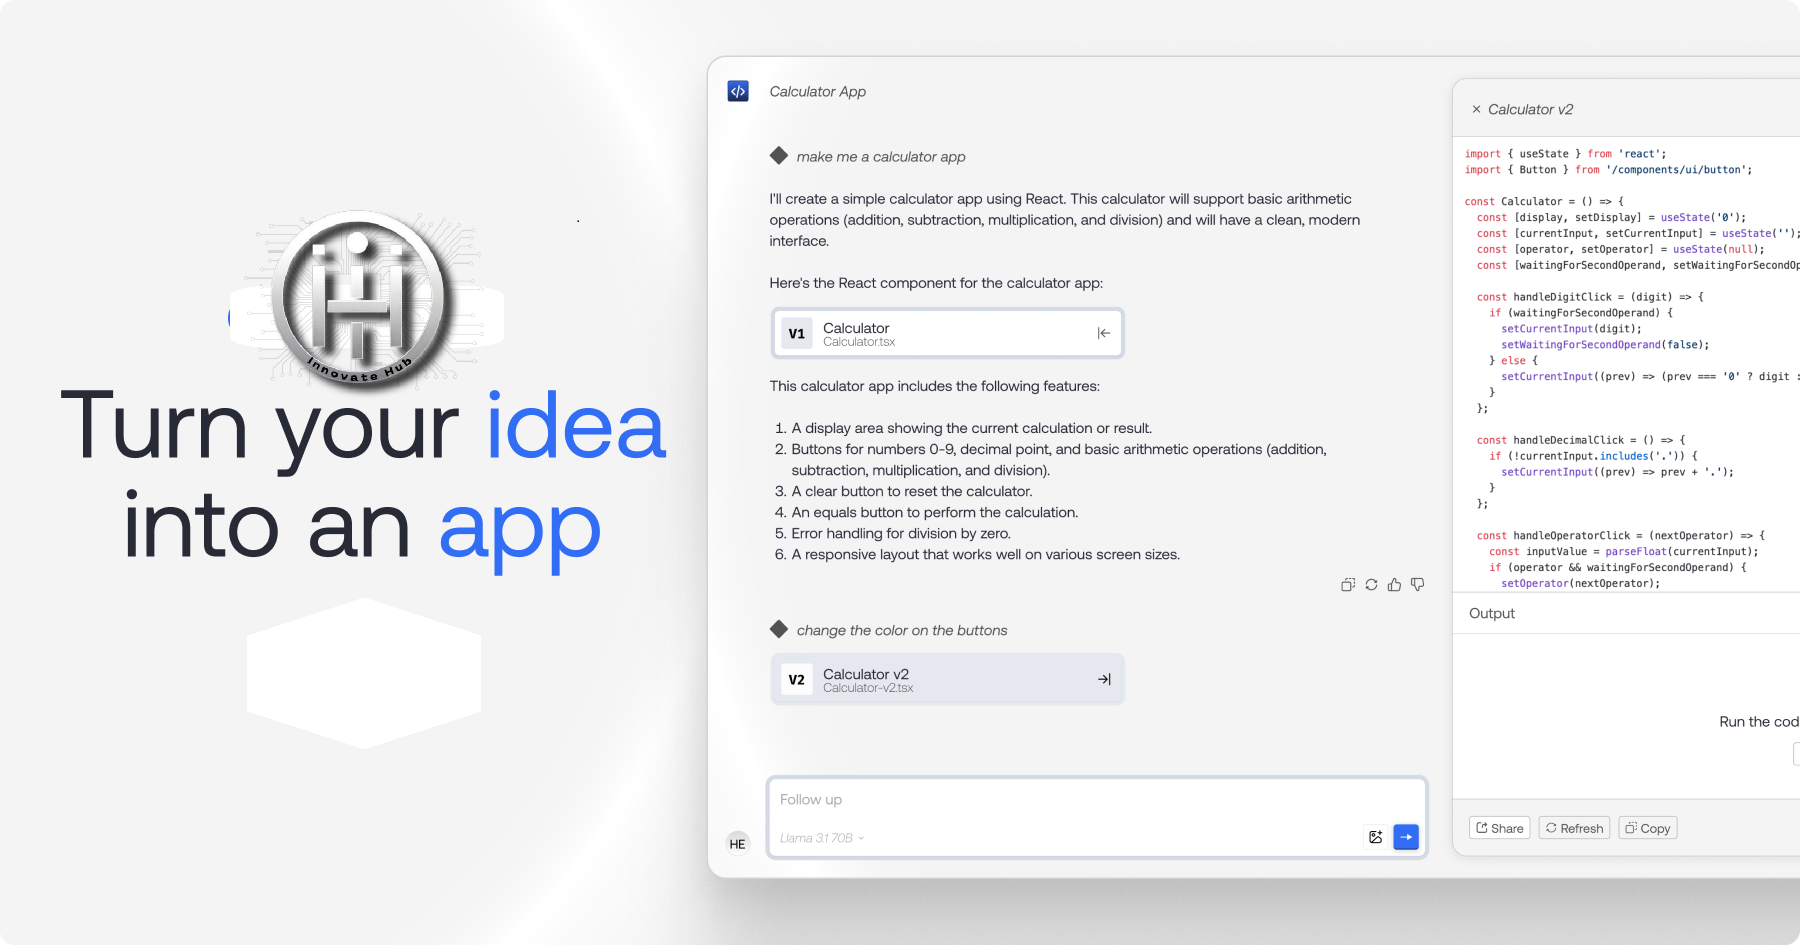 Innovate Hub
Turn your idea
into an app
Calculator App
make me a calculator app
I'll create a simple calculator app using React. This calculator will support basic arithmetic
operations (addition, subtraction, multiplication, and division) and will have a clean, modern
interface.
Here's the React component for the calculator app:
V1
Calculator
Calculator.tsx
This calculator app includes the following features:
1. A display area showing the current calculation or result.
2. Buttons for numbers 0-9, decimal point, and basic arithmetic operations (addition,
subtraction, multiplication, and division).
3. A clear button to reset the calculator.
4. An equals button to perform the calculation.
5. Error handling for division by zero.
6. A responsive layout that works well on various screen sizes.
change the color on the buttons
V2
Calculator v2
Calculator-v2.tsx
HE
Follow up
Llama 3.1 70B
× Calculator v2
import { useState } from 'react';
import { Button } from '/components/ui/button';
const Calculator = () => {
const [display, setDisplay] = useState('0');
const [currentInput, setCurrentInput] = useState('');
const [operator, setOperator] = useState(null);
const [waitingForSecondOperand, setWaitingForSecondOp
const handleDigitClick = (digit) => {
if (waitingForSecondOperand) {
setCurrentInput(digit);
setWaitingForSecondOperand(false);
} else {
setCurrentInput((prev) => (prev === '0' ? digit :
}
};
const handleDecimalClick = () => {
if (!currentInput.includes('.')) {
setCurrentInput((prev) => prev + '.');
}
};
const handleOperatorClick = (nextOperator) => {
const inputValue = parseFloat(currentInput);
if (operator && waitingForSecondOperand) {
setOperator(nextOperator);
Output
Run the cod
Share
Refresh
Copy